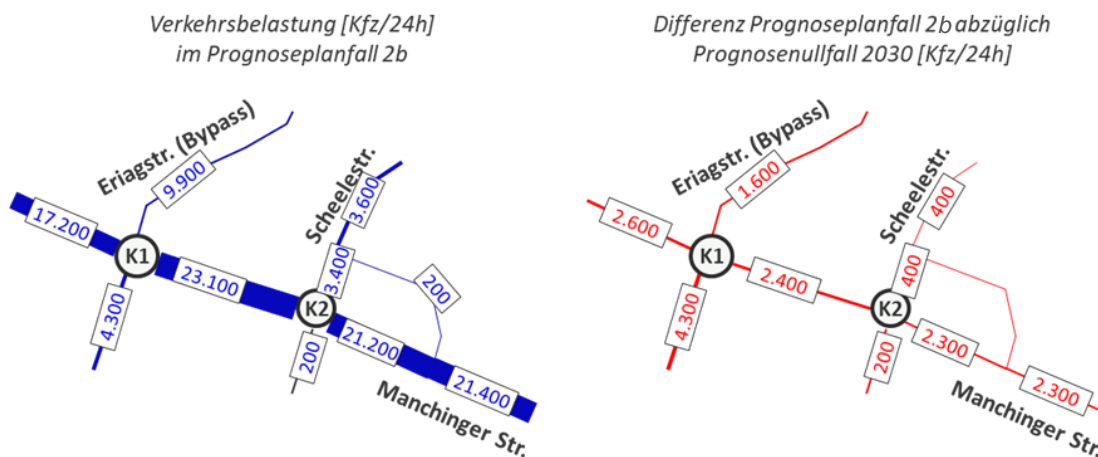 Verkehrsbelastung [Kfz/24h]
im Prognoseplanfall 2b
Eriagstr. (Bypass)
9.900
Scheelestr.
3.600
17.200
K1
23.100
3.400
200
4.300
K2
21.200
200
21.400
Manchinger Str.
Differenz Prognoseplanfall 2b abzüglich
Prognosenullfall 2030 [Kfz/24h]
Eriagstr. (Bypass)
1.600
Scheelestr.
400
2.600
K1
2.400
400
4.300
K2
2.300
200
2.300
Manchinger Str.